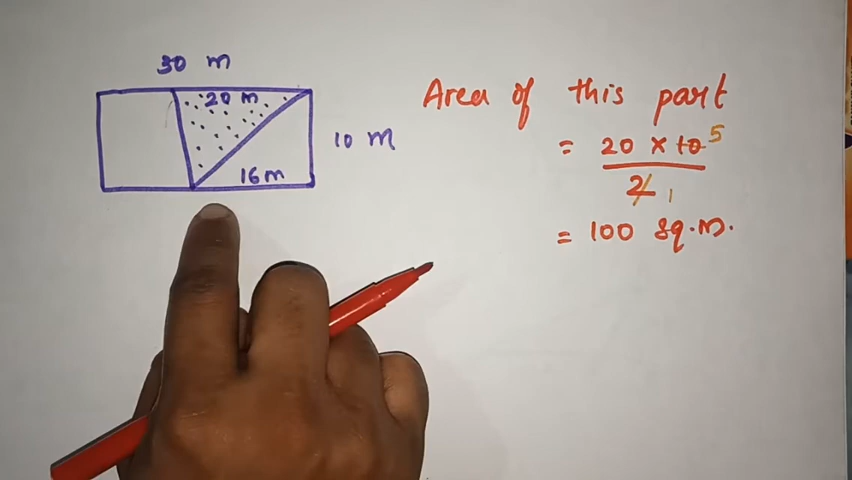 30 m
20 m
10 m
16m
Area of this part
= 20 × 10 5
2 1
= 100 sq.m.